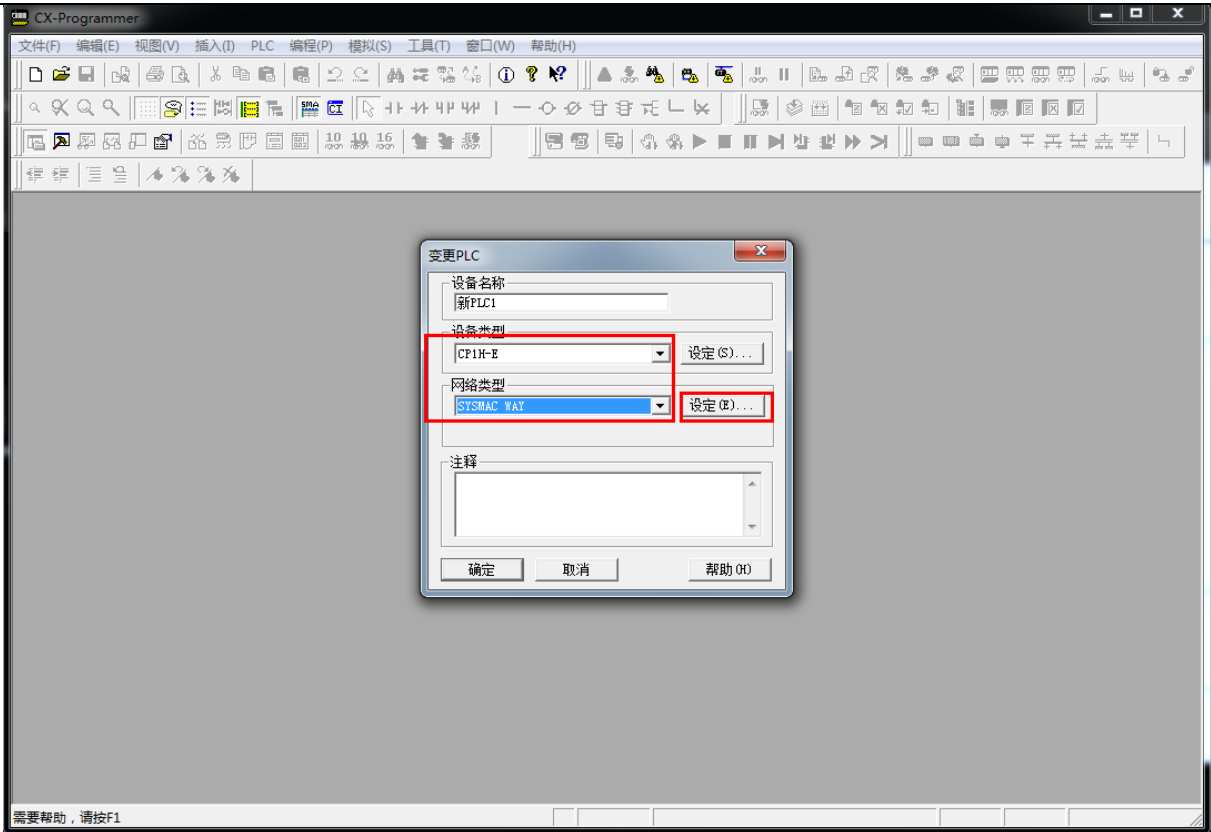 CX-Programmer
文件(F) 编辑(E) 视图(V) 插入(I) PLC 编程(P) 模拟(S) 工具(T) 窗口(W) 帮助(H)
10 10 16
变更PLC
设备名称
新PLC1
设备类型
CP1H-E
设定(S)...
网络类型
SYSMAC WAY
设定(E)...
注释
确定 取消 帮助(H)
需要帮助，请按F1